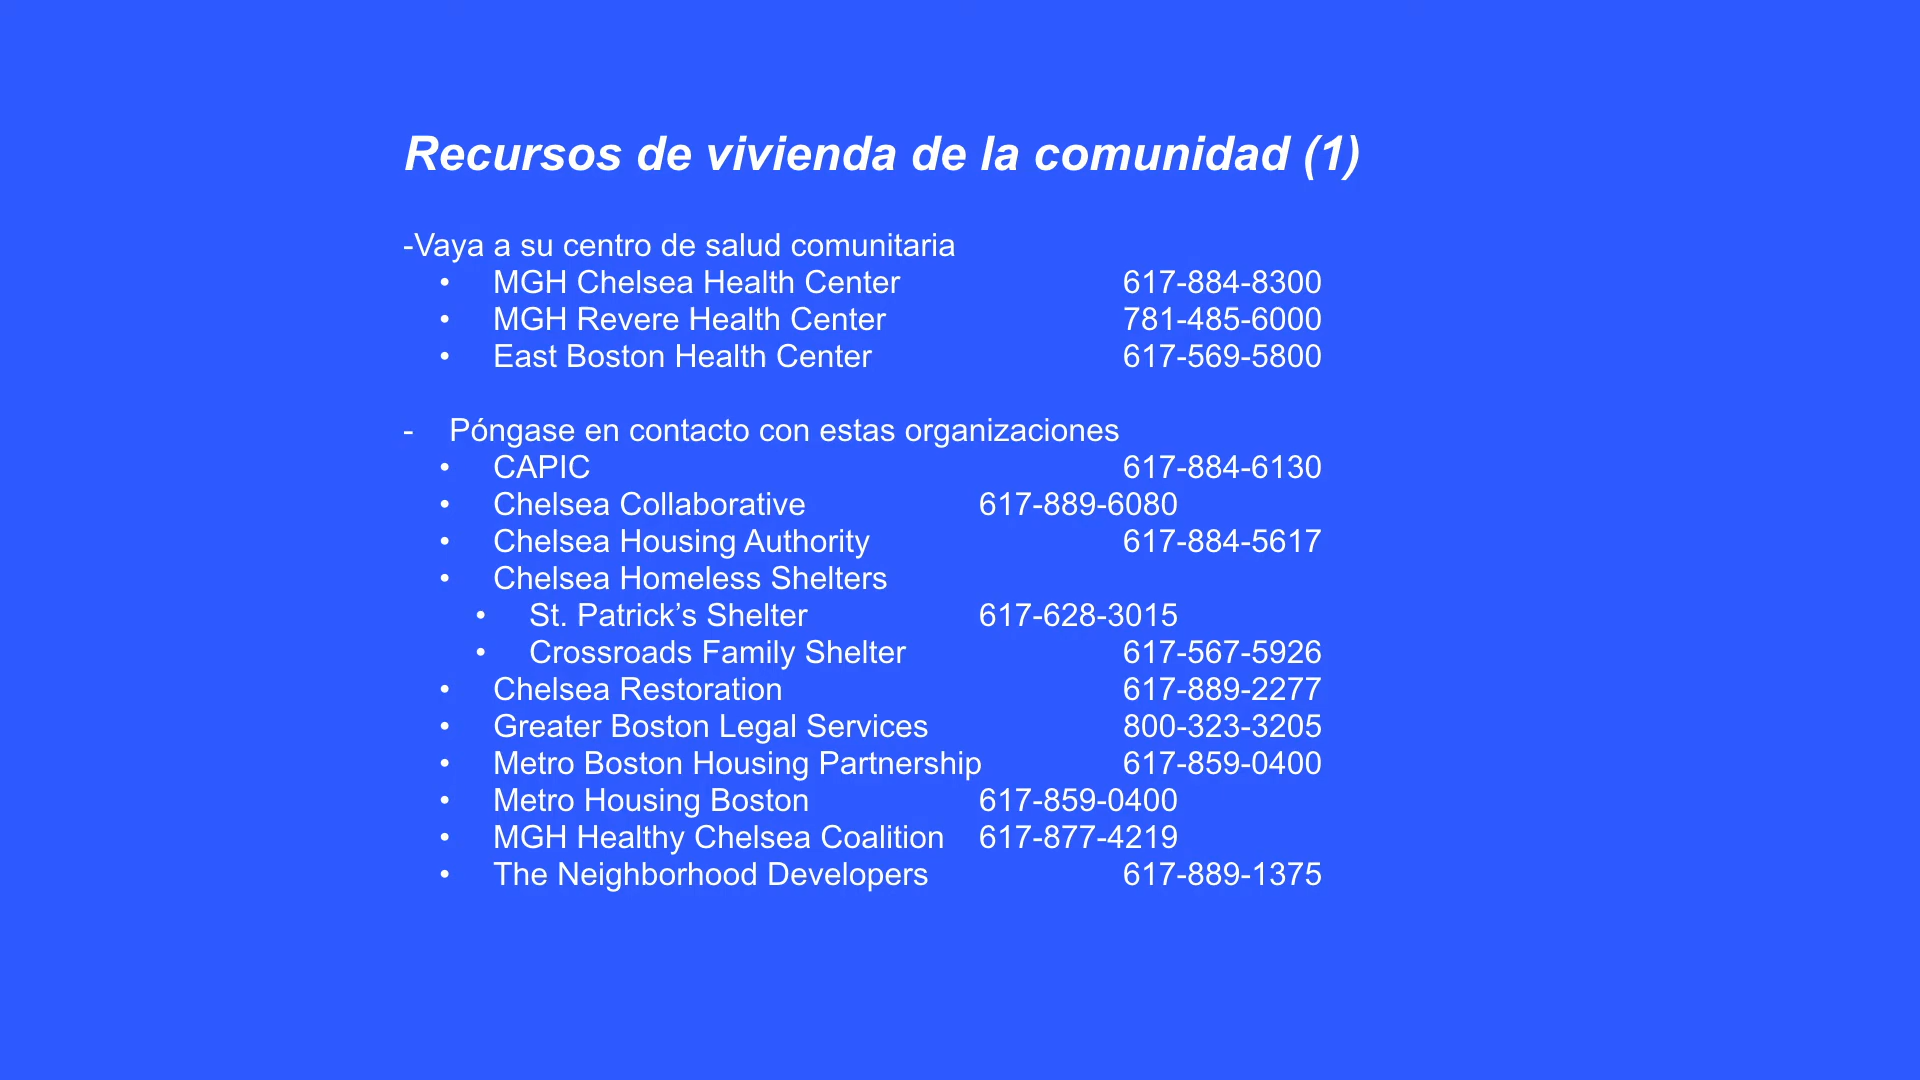 Recursos de vivienda de la comunidad (1)
-Vaya a su centro de salud comunitaria
• MGH Chelsea Health Center 617-884-8300
• MGH Revere Health Center 781-485-6000
• East Boston Health Center 617-569-5800
- Póngase en contacto con estas organizaciones
• CAPIC 617-884-6130
• Chelsea Collaborative 617-889-6080
• Chelsea Housing Authority 617-884-5617
• Chelsea Homeless Shelters
• St. Patrick’s Shelter 617-628-3015
• Crossroads Family Shelter 617-567-5926
• Chelsea Restoration 617-889-2277
• Greater Boston Legal Services 800-323-3205
• Metro Boston Housing Partnership 617-859-0400
• Metro Housing Boston 617-859-0400
• MGH Healthy Chelsea Coalition 617-877-4219
• The Neighborhood Developers 617-889-1375